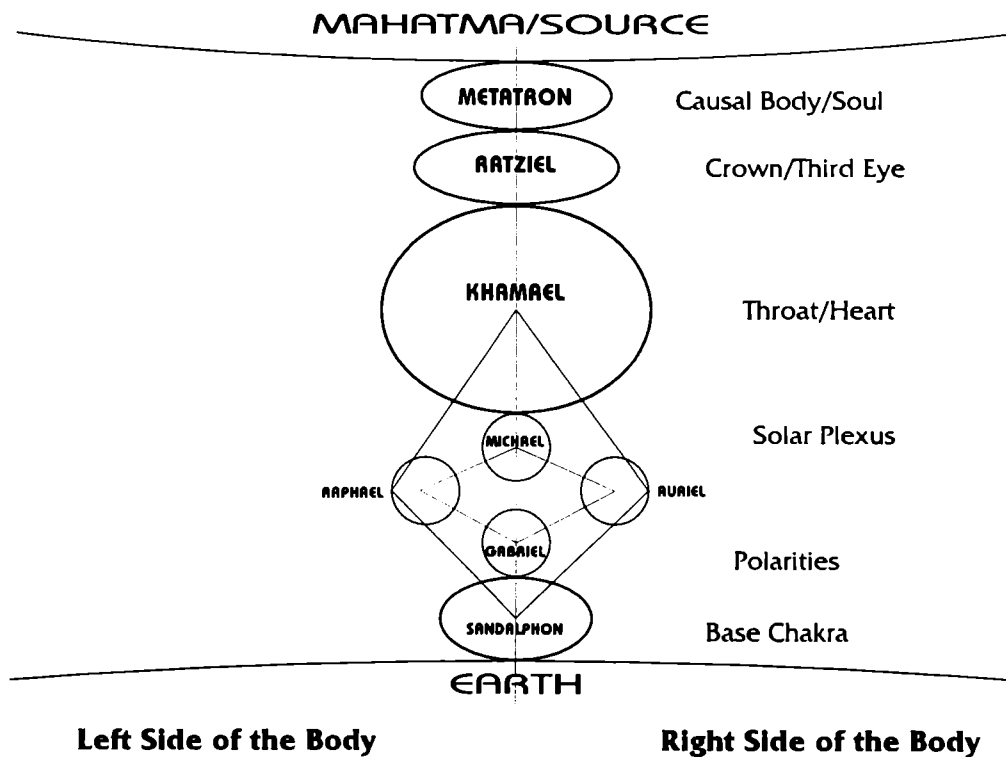 MAHATMA/SOURCE
METATRON
Causal Body/Soul
RATZIEL
Crown/Third Eye
KHAMAEL
Throat/Heart
Solar Plexus
MICHAEL
RAPHAEL
AURIEL
GABRIEL
Polarities
SANDALPHON
Base Chakra
EARTH
Left Side of the Body
Right Side of the Body